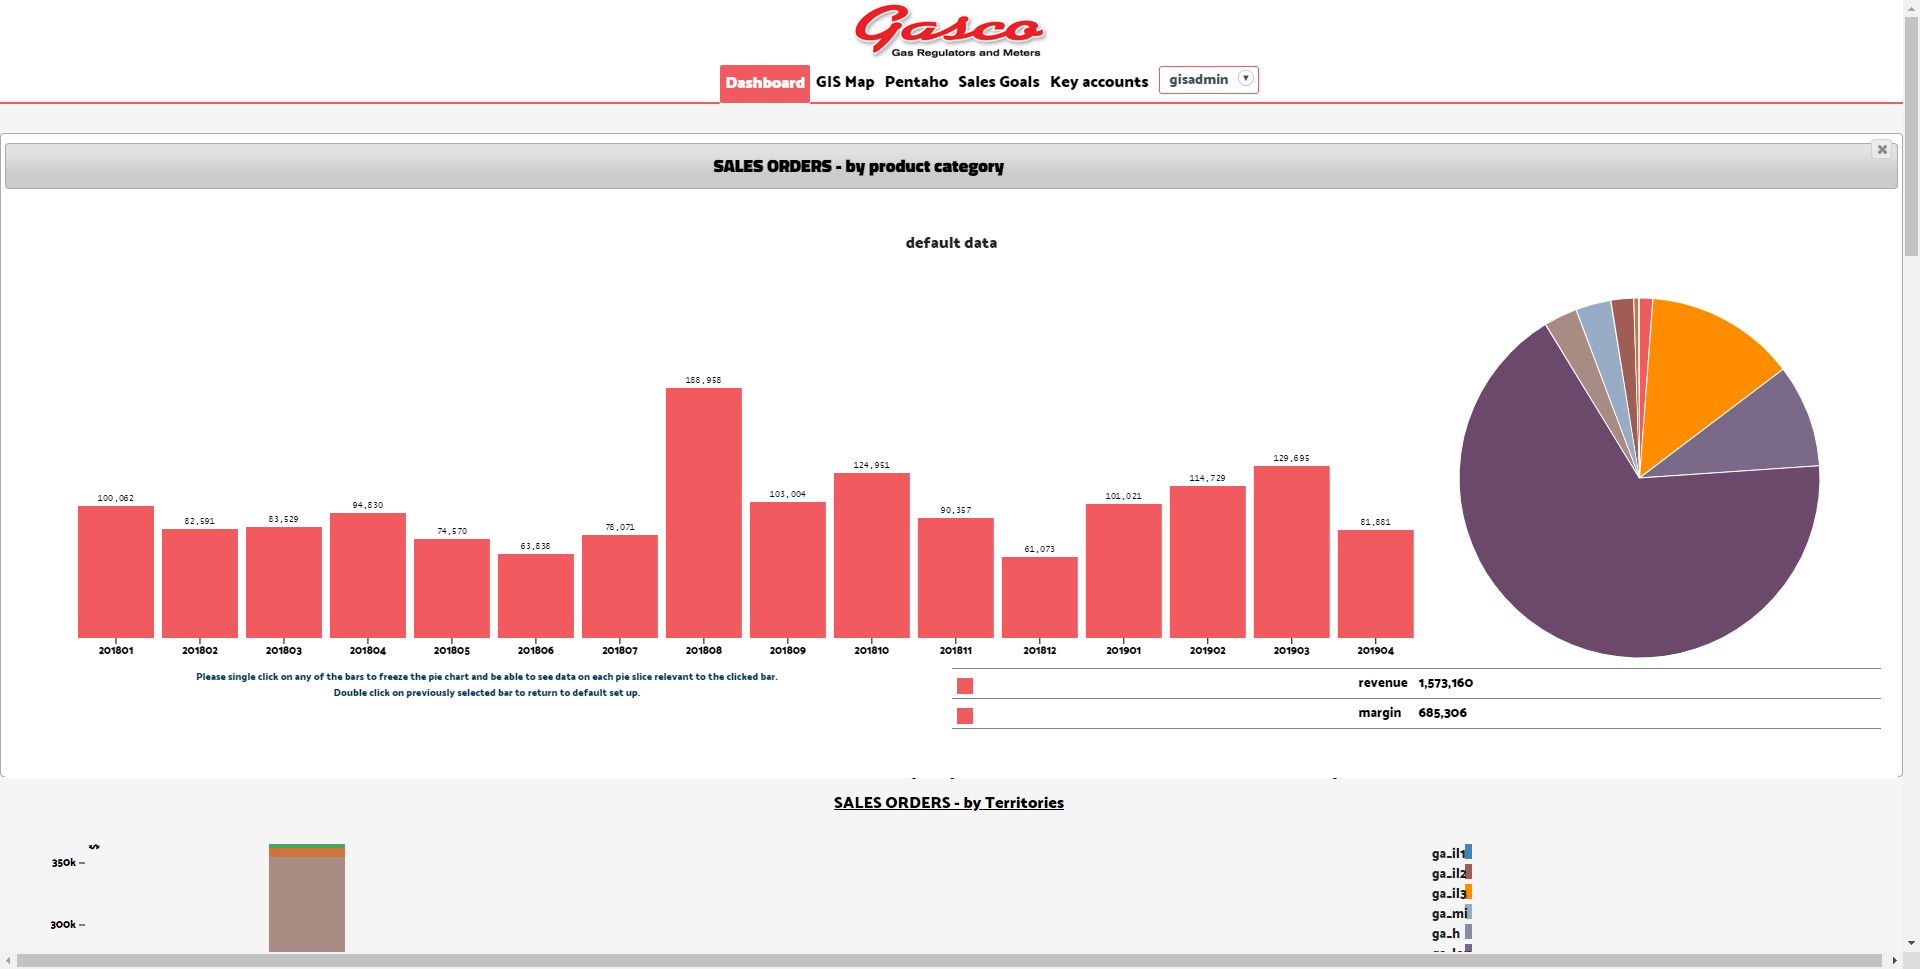 Gasco
Gas Regulators and Meters
Dashboard GIS Map Pentaho Sales Goals Key accounts gisadmin
SALES ORDERS - by product category
default data
188,958
129,695
124,951
114,729
100,062 103,004 101,021
94,830
90,357
82,591 83,529 81,881
74,570 78,071
63,838 61,073
201801 201802 201803 201804 201805 201806 201807 201808 201809 201810 201811 201812 201901 201902 201903 201904
Please single click on any of the bars to freeze the pie chart and be able to see data on each pie slice relevant to the clicked bar.
Double click on previously selected bar to return to default set up.
revenue 1,573,160
margin 685,306
SALES ORDERS - by Territories
350k
300k
ga_il1
ga_il2
ga_il3
ga_mi
ga_h